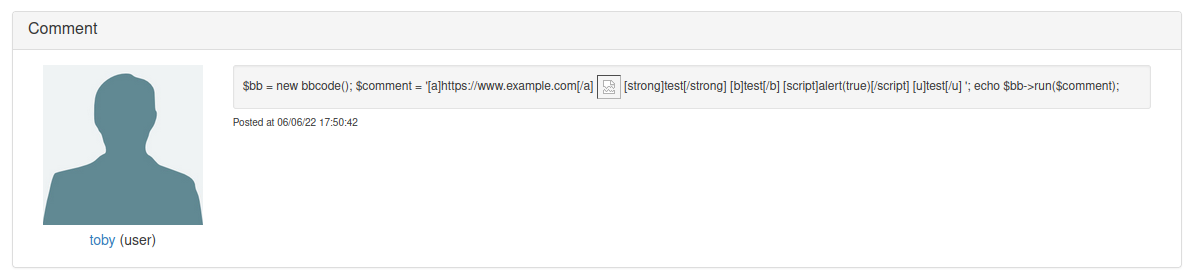 Comment
$bb = new bbcode(); $comment = '[a]https://www.example.com[/a] [strong]test[/strong] [b]test[/b] [script]alert(true)[/script] [u]test[/u] '; echo $bb->run($comment);
Posted at 06/06/22 17:50:42
toby (user)